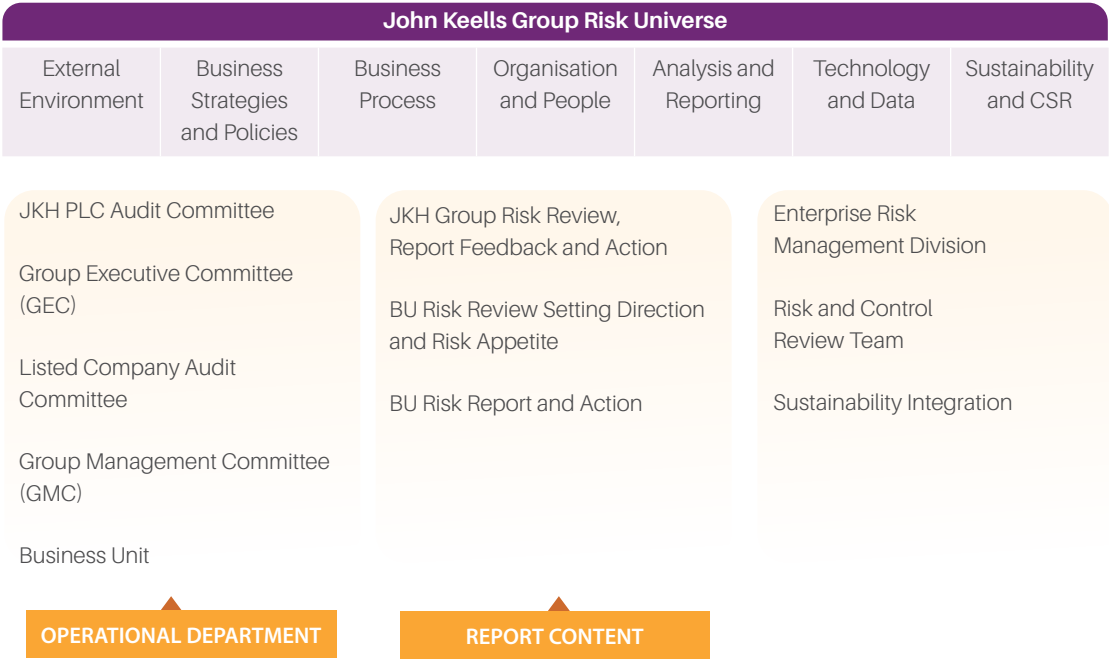 John Keells Group Risk Universe
External
Environment
Business
Strategies
and Policies
Business
Process
Organisation
and People
Analysis and
Reporting
Technology
and Data
Sustainability
and CSR
JKH PLC Audit Committee
Group Executive Committee
(GEC)
Listed Company Audit
Committee
Group Management Committee
(GMC)
Business Unit
JKH Group Risk Review,
Report Feedback and Action
BU Risk Review Setting Direction
and Risk Appetite
BU Risk Report and Action
Enterprise Risk
Management Division
Risk and Control
Review Team
Sustainability Integration
OPERATIONAL DEPARTMENT
REPORT CONTENT